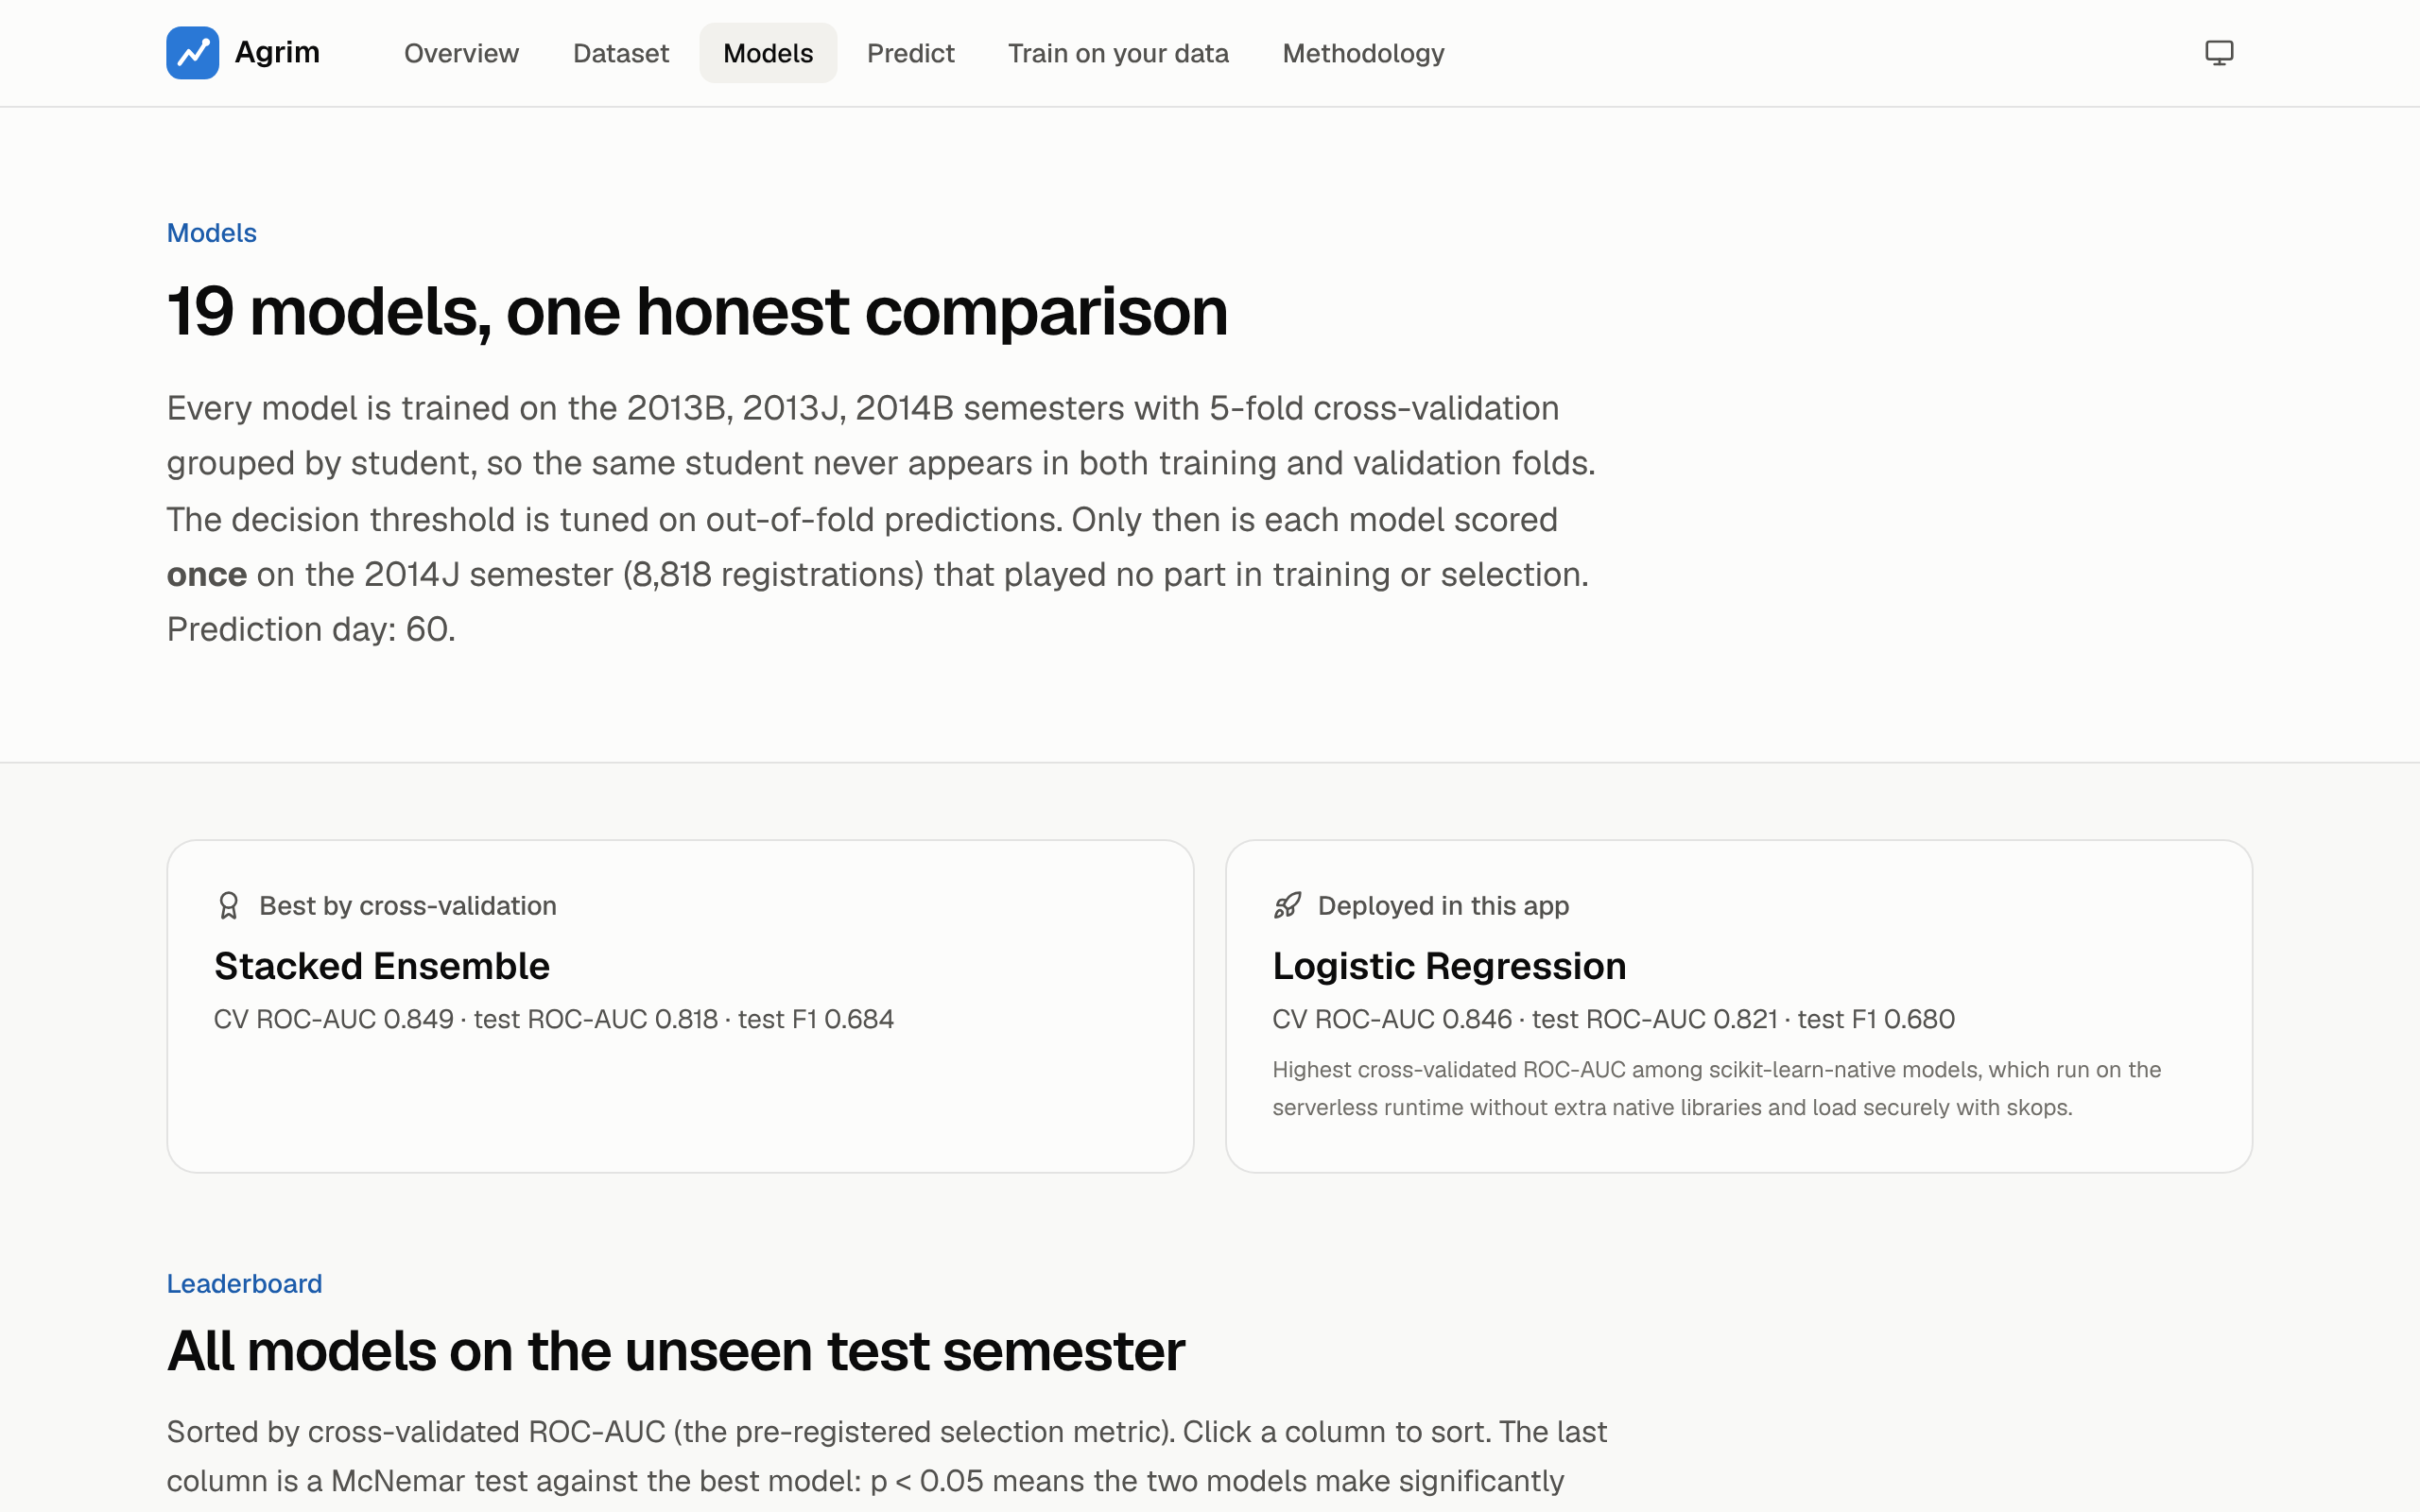 Agrim
Overview
Dataset
Models
Predict
Train on your data
Methodology
Models
19 models, one honest comparison
Every model is trained on the 2013B, 2013J, 2014B semesters with 5-fold cross-validation
grouped by student, so the same student never appears in both training and validation folds.
The decision threshold is tuned on out-of-fold predictions. Only then is each model scored
once on the 2014J semester (8,818 registrations) that played no part in training or selection.
Prediction day: 60.
Best by cross-validation
Stacked Ensemble
CV ROC-AUC 0.849 · test ROC-AUC 0.818 · test F1 0.684
Deployed in this app
Logistic Regression
CV ROC-AUC 0.846 · test ROC-AUC 0.821 · test F1 0.680
Highest cross-validated ROC-AUC among scikit-learn-native models, which run on the
serverless runtime without extra native libraries and load securely with skops.
Leaderboard
All models on the unseen test semester
Sorted by cross-validated ROC-AUC (the pre-registered selection metric). Click a column to sort. The last
column is a McNemar test against the best model: p < 0.05 means the two models make significantly